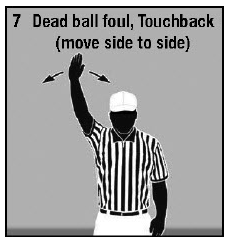 7 Dead ball foul, Touchback
(move side to side)